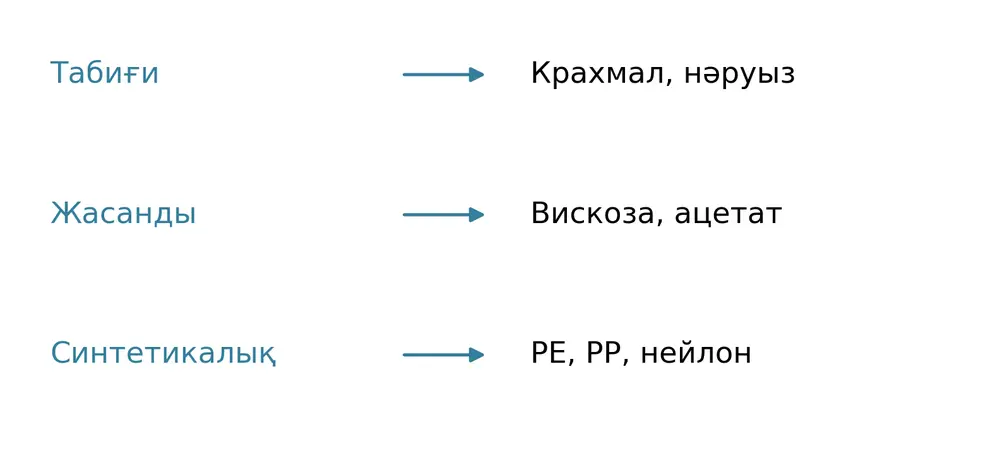 Табиғи Крахмал, нәруыз
Жасанды Вискоза, ацетат
Синтетикалық PE, PP, нейлон